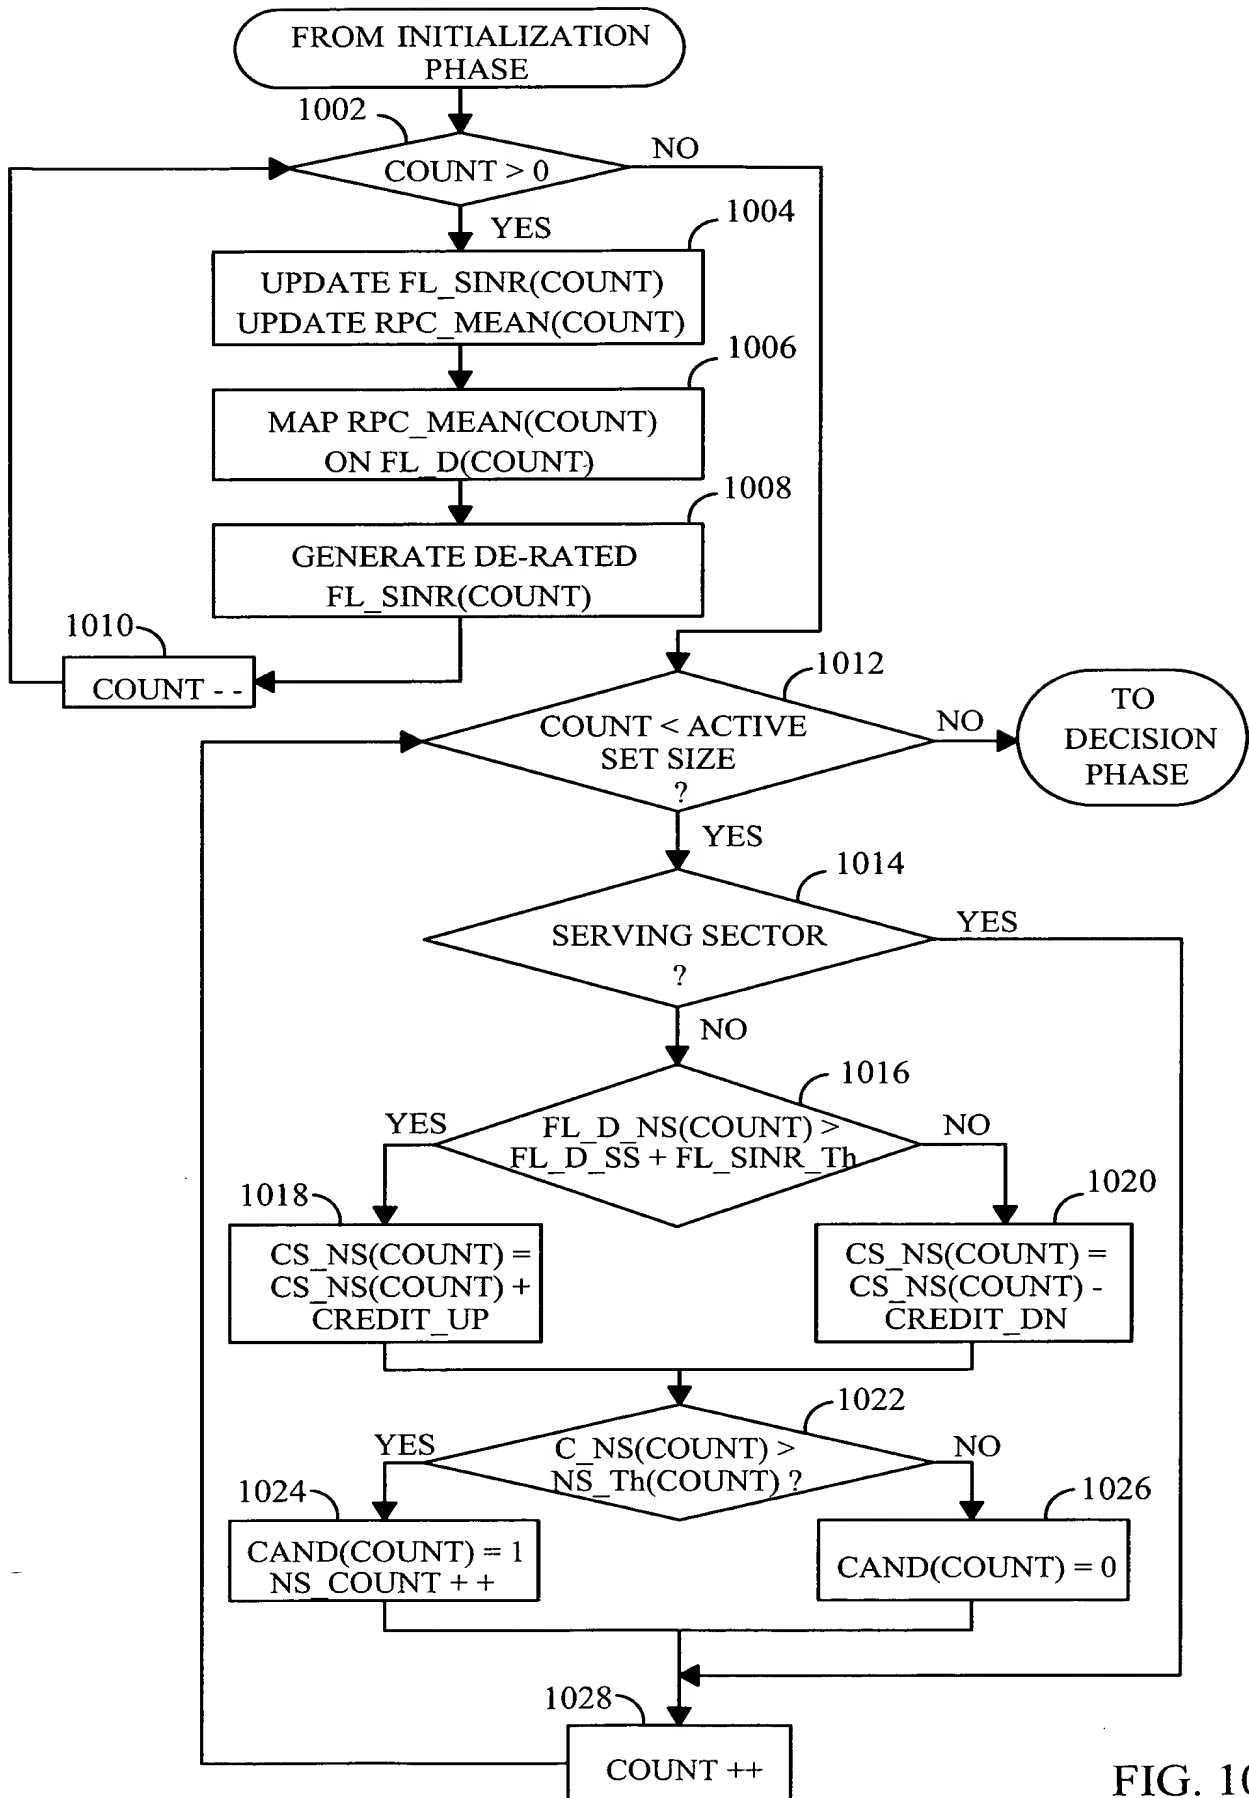 FROM INITIALIZATION
PHASE
1002
COUNT > 0
NO
YES
1004
UPDATE FL_SINR(COUNT)
UPDATE RPC_MEAN(COUNT)
1006
MAP RPC_MEAN(COUNT)
ON FL_D(COUNT)
1008
GENERATE DE-RATED
FL_SINR(COUNT)
1010
COUNT - -
1012
COUNT < ACTIVE
SET SIZE
?
NO
TO
DECISION
PHASE
YES
1014
SERVING SECTOR
?
YES
NO
1016
FL_D_NS(COUNT) >
FL_D_SS + FL_SINR_Th
YES
NO
1018
CS_NS(COUNT) =
CS_NS(COUNT) +
CREDIT_UP
1020
CS_NS(COUNT) =
CS_NS(COUNT) -
CREDIT_DN
1022
C_NS(COUNT) >
NS_Th(COUNT) ?
YES
NO
1024
CAND(COUNT) = 1
NS_COUNT + +
1026
CAND(COUNT) = 0
1028
COUNT ++
FIG. 10